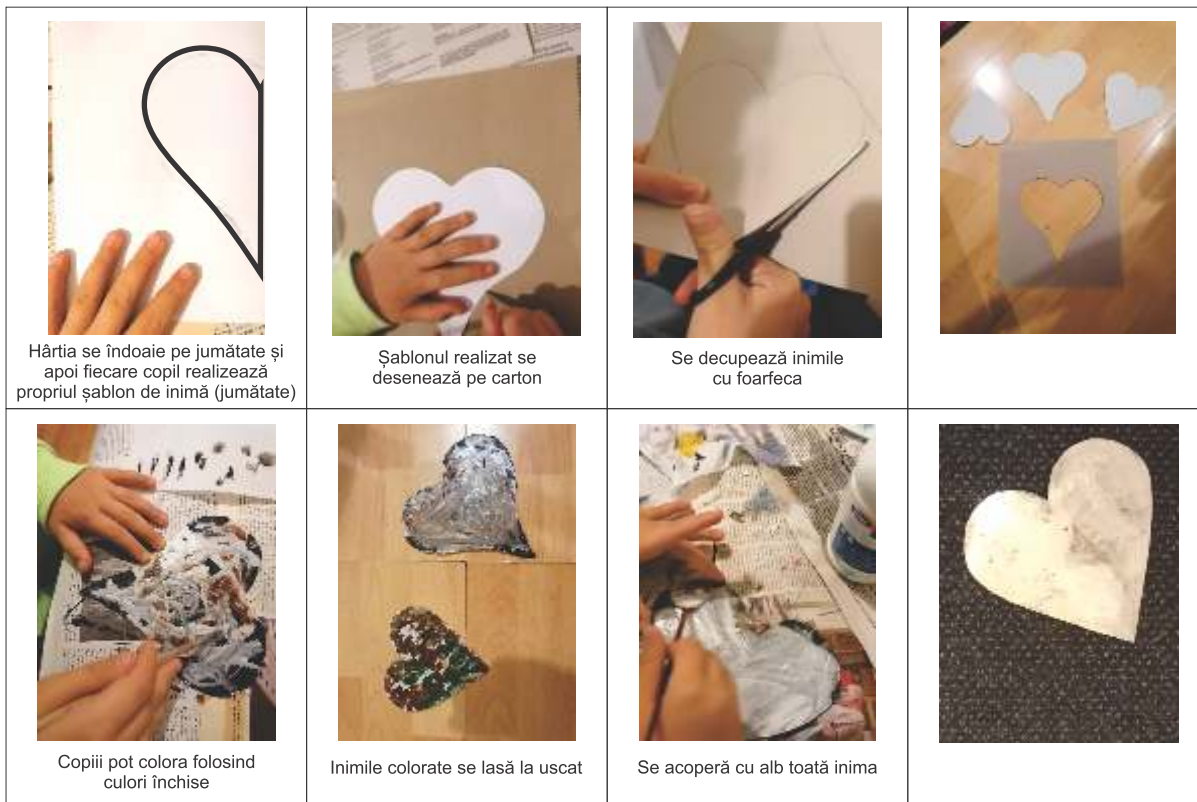 Hârtia se îndoaie pe jumătate și
apoi fiecare copil realizează
propriul șablon de inimă (jumătate)
Șablonul realizat se
desenează pe carton
Se decupează inimile
cu foarfeca
Copiii pot colora folosind
culori închise
Inimile colorate se lasă la uscat
Se acoperă cu alb toată inima